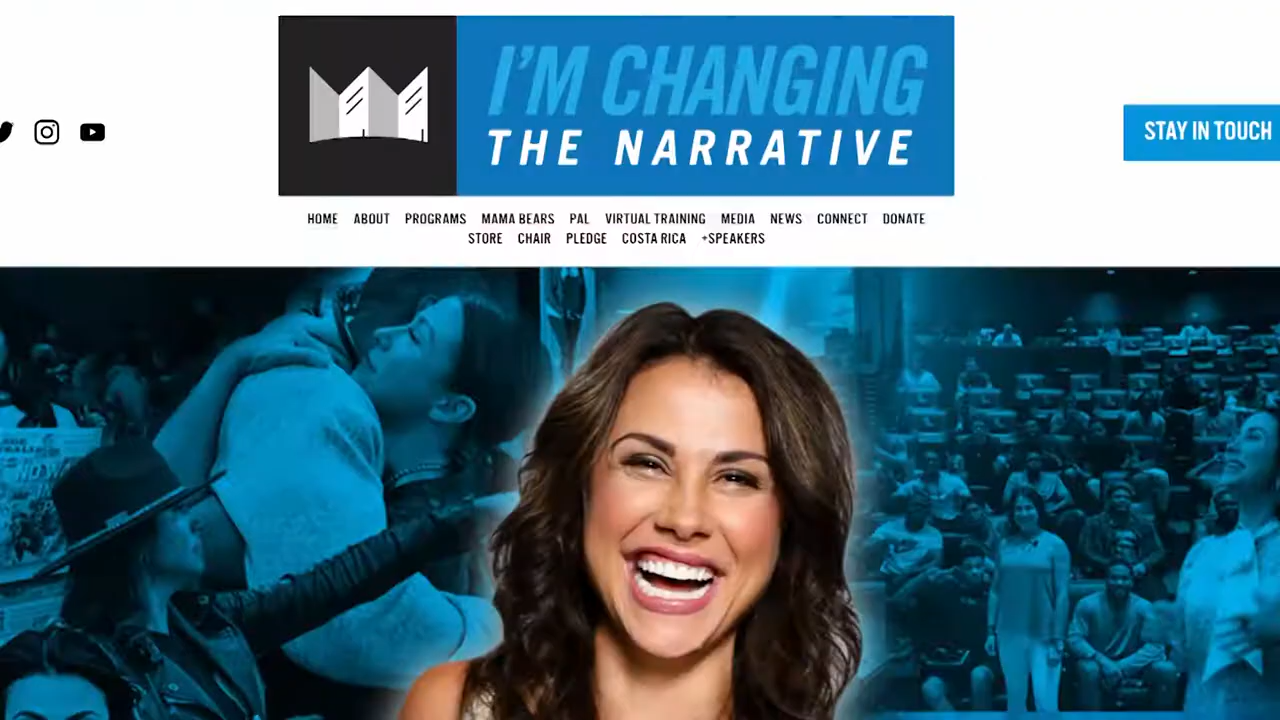 I'M CHANGING
THE NARRATIVE
STAY IN TOUCH
HOME ABOUT PROGRAMS MAMA BEARS PAL VIRTUAL TRAINING MEDIA NEWS CONNECT DONATE
STORE CHAIR PLEDGE COSTA RICA +SPEAKERS